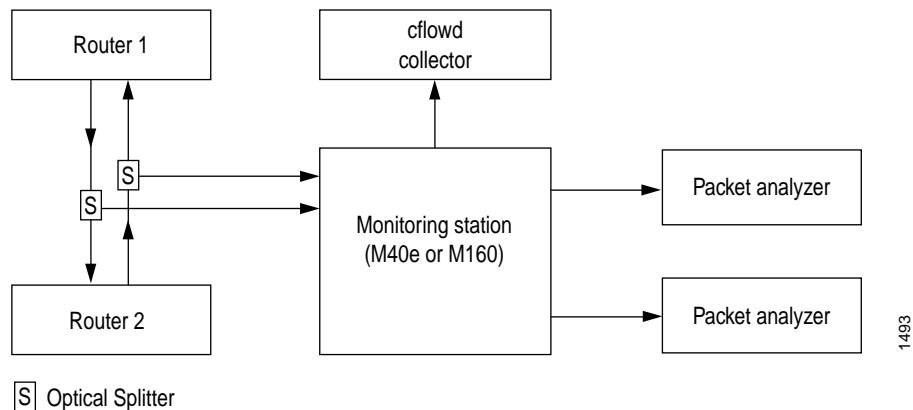 Router 1
cflowd
collector
S
S
Monitoring station
(M40e or M160)
Packet analyzer
Packet analyzer
Router 2
1493
S Optical Splitter